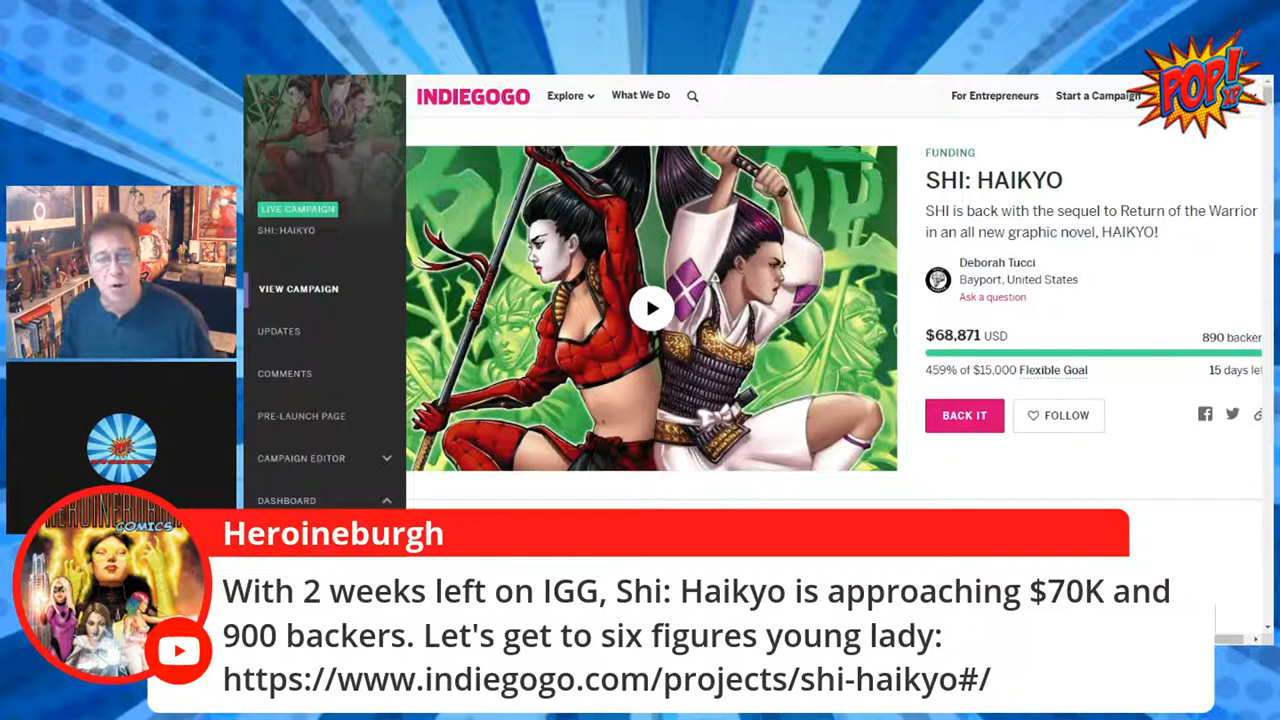 POP!
XP
INDIEGOGO
Explore
What We Do
For Entrepreneurs
Start a Campaign
LIVE CAMPAIGN
SHI: HAIKYO
VIEW CAMPAIGN
UPDATES
COMMENTS
PRE-LAUNCH PAGE
CAMPAIGN EDITOR
DASHBOARD
FUNDING
SHI: HAIKYO
SHI is back with the sequel to Return of the Warrior
in an all new graphic novel, HAIKYO!
Deborah Tucci
Bayport, United States
Ask a question
$68,871 USD
890 backer
459% of $15,000 Flexible Goal
15 days lef
BACK IT
FOLLOW
COMICS
Heroineburgh
With 2 weeks left on IGG, Shi: Haikyo is approaching $70K and
900 backers. Let's get to six figures young lady:
https://www.indiegogo.com/projects/shi-haikyo#/